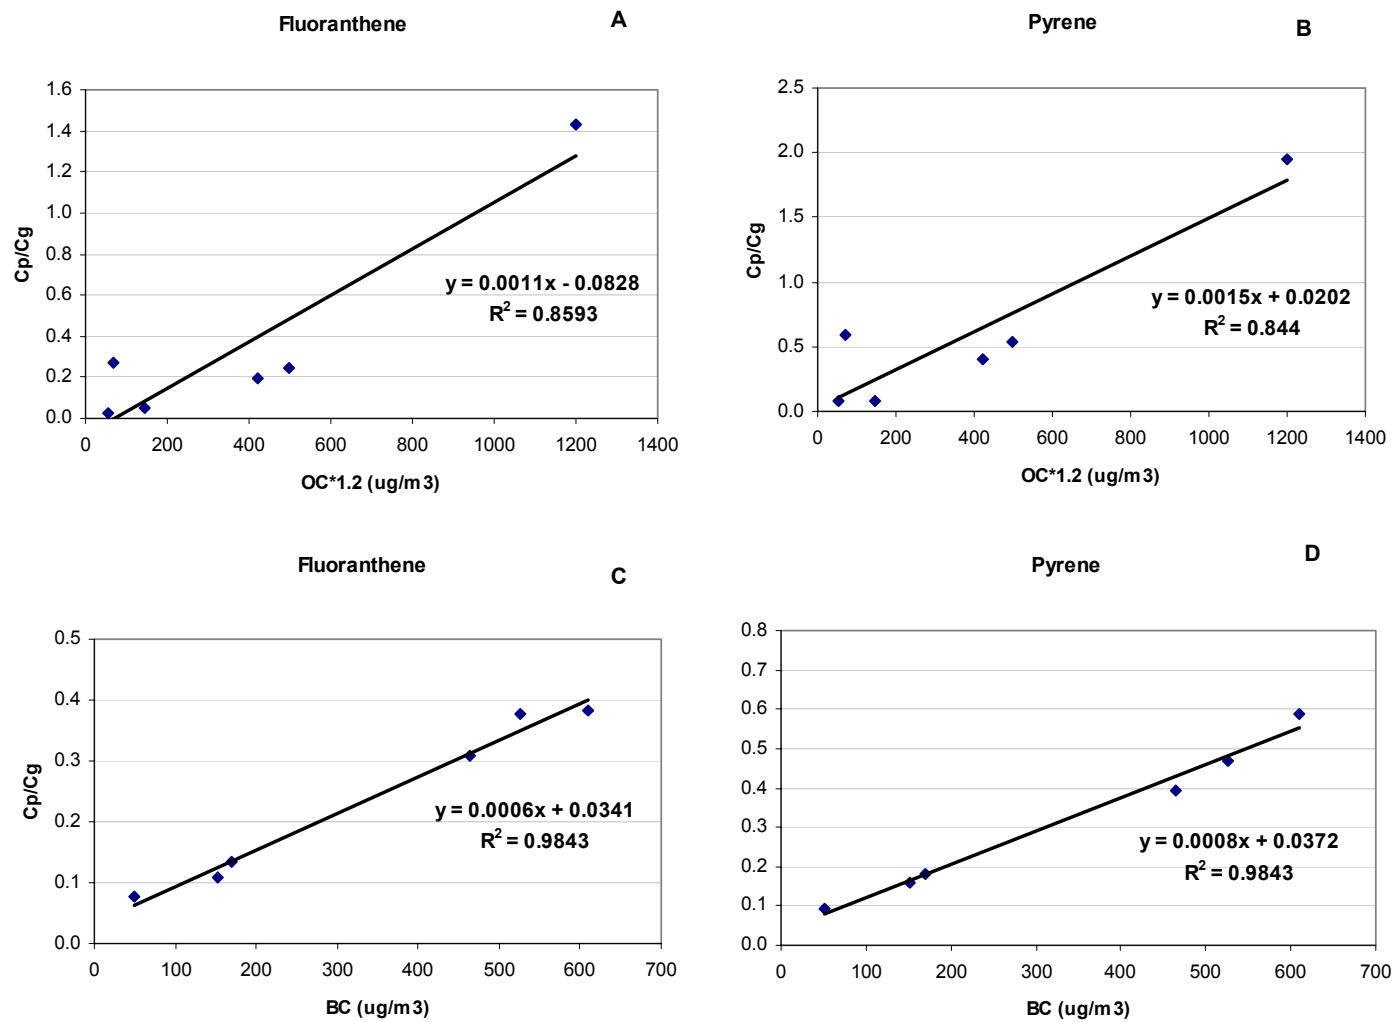 Fluoranthene
A
1.6
1.4
1.2
1.0
0.8
0.6
0.4
0.2
0.0
Cp/Cg
y = 0.0011x - 0.0828
R² = 0.8593
0 200 400 600 800 1000 1200 1400
OC*1.2 (ug/m3)
Pyrene
B
2.5
2.0
1.5
1.0
0.5
0.0
Cp/Cg
y = 0.0015x + 0.0202
R² = 0.844
0 200 400 600 800 1000 1200 1400
OC*1.2 (ug/m3)
Fluoranthene
C
0.5
0.4
0.3
0.2
0.1
0.0
Cp/Cg
y = 0.0006x + 0.0341
R² = 0.9843
0 100 200 300 400 500 600 700
BC (ug/m3)
Pyrene
D
0.8
0.7
0.6
0.5
0.4
0.3
0.2
0.1
0.0
y = 0.0008x + 0.0372
R² = 0.9843
0 100 200 300 400 500 600 700
BC (ug/m3)